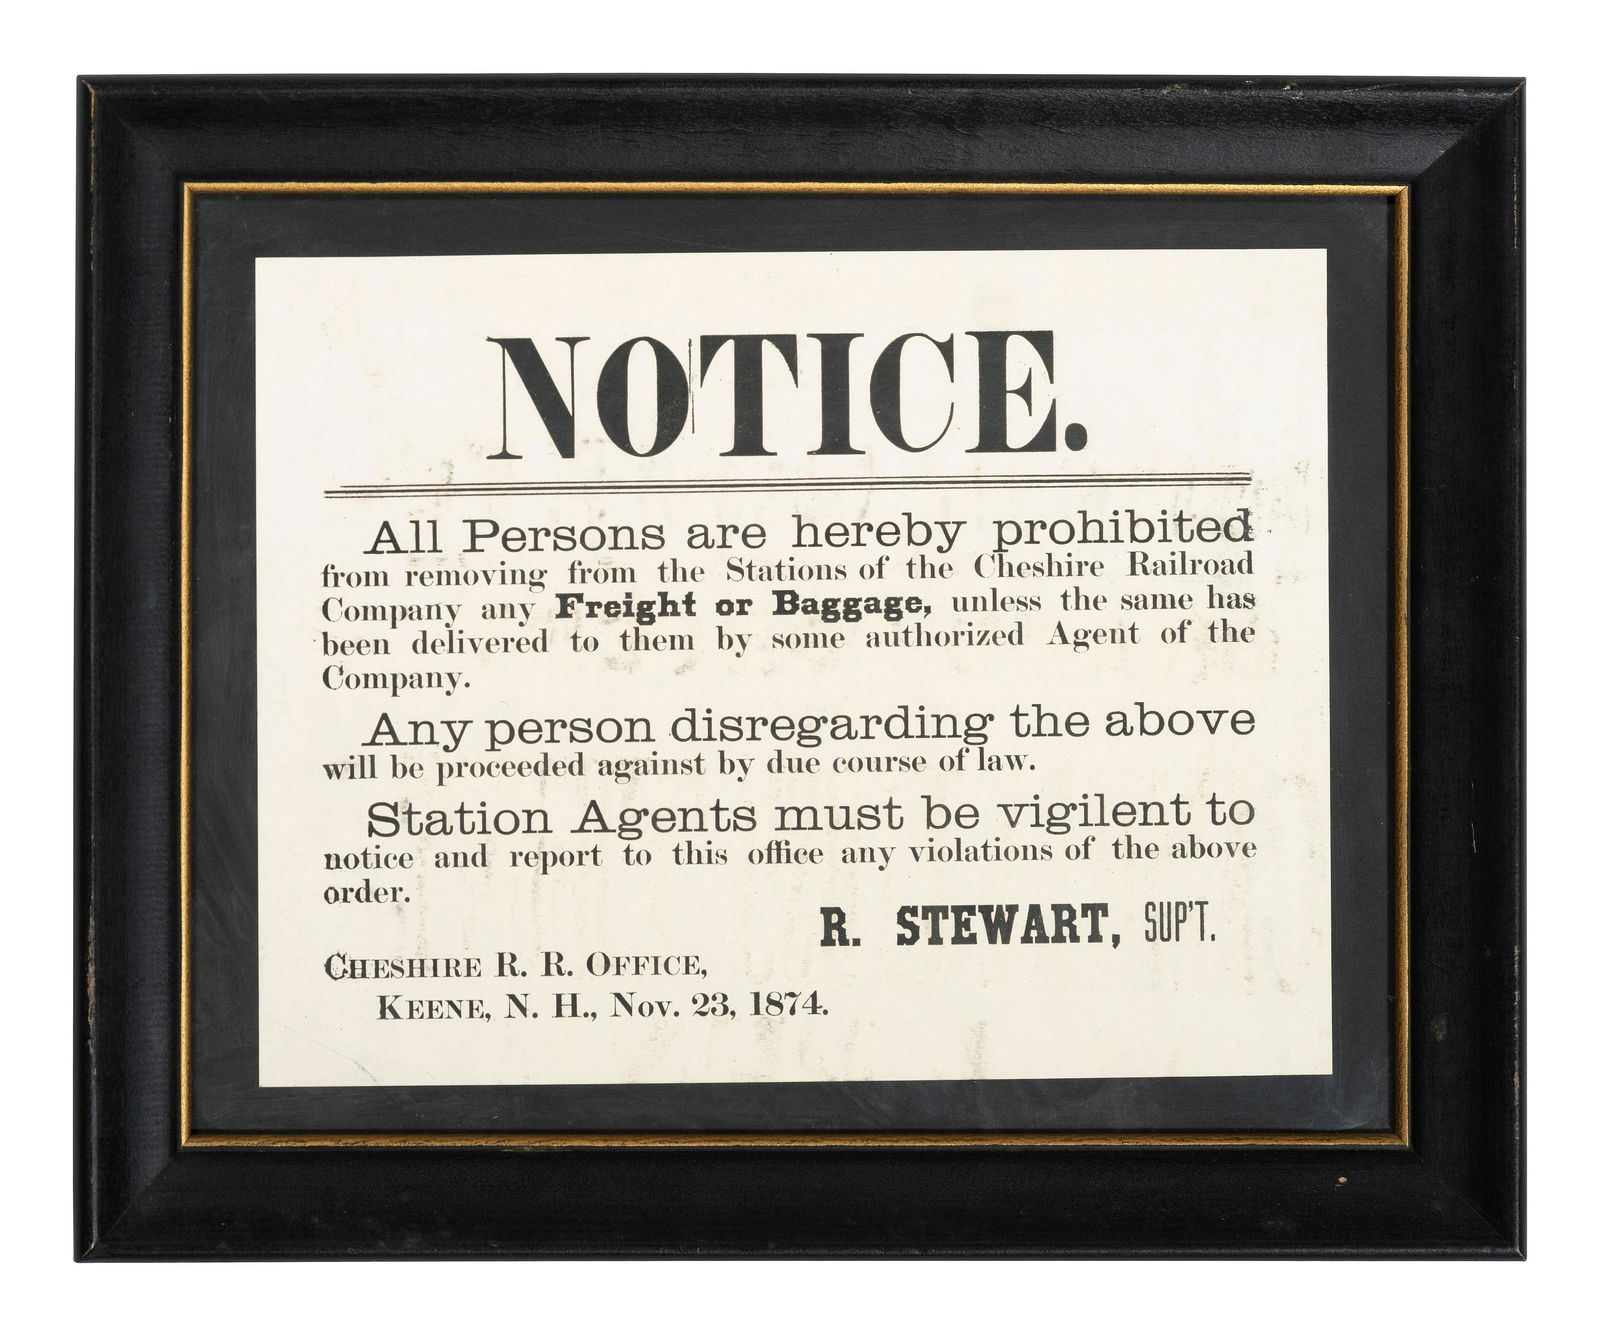 NOTICE.
All Persons are hereby prohibited
from removing from the Stations of the Cheshire Railroad
Company any Freight or Baggage, unless the same has
been delivered to them by some authorized Agent of the
Company.
Any person disregarding the above
will be proceeded against by due course of law.
Station Agents must be vigilent to
notice and report to this office any violations of the above
order.
R. STEWART, SUP'T.
CHESHIRE R. R. OFFICE,
KEENE, N. H., Nov. 23, 1874.